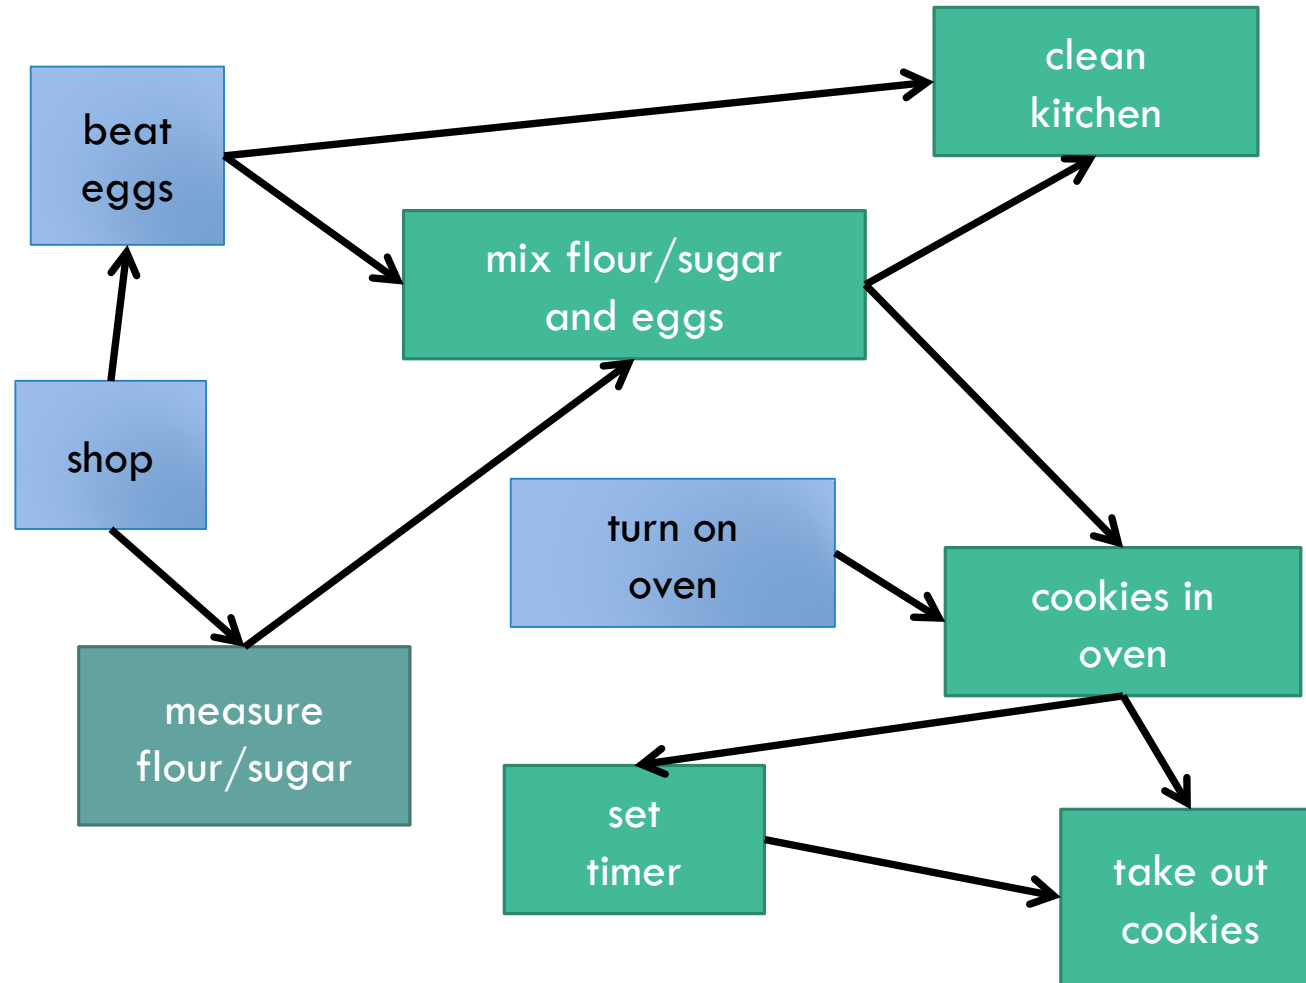 clean
kitchen
beat
eggs
mix flour/sugar
and eggs
shop
turn on
oven
cookies in
oven
measure
flour/sugar
set
timer
take out
cookies